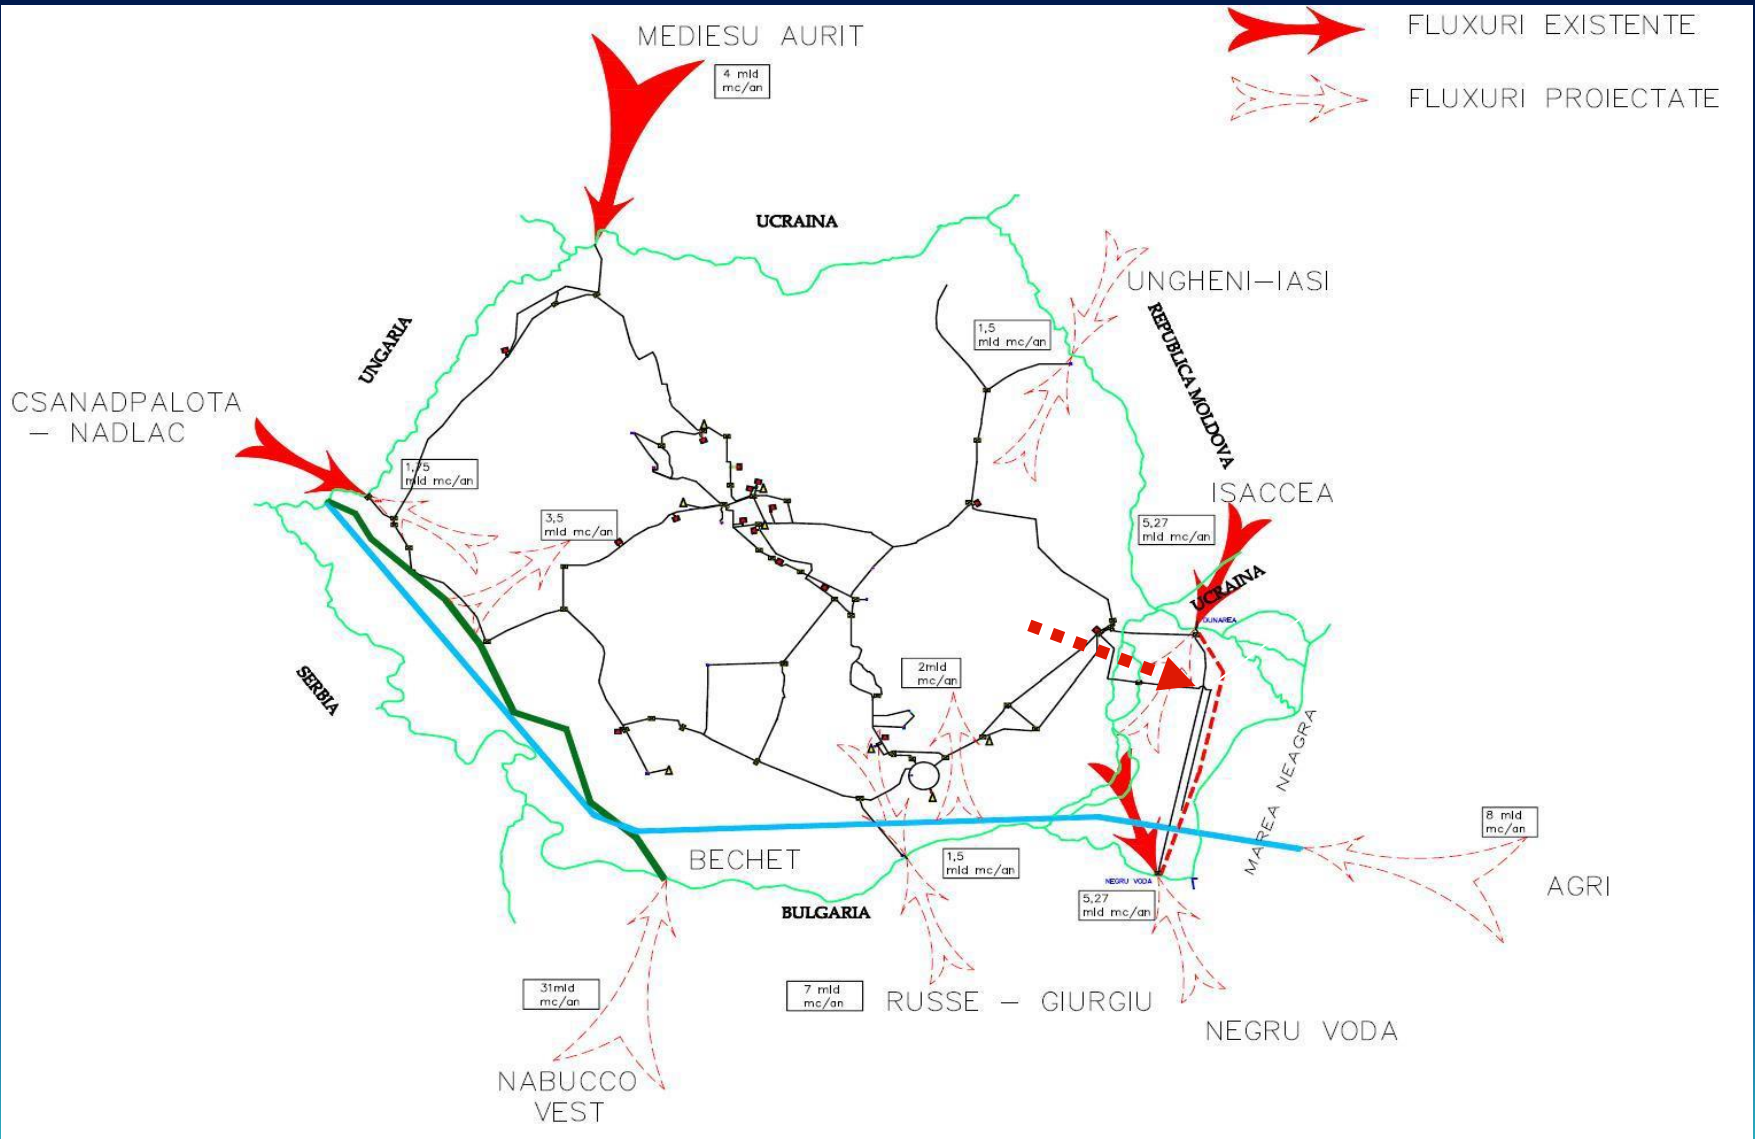 MEDIESU AURIT
4 mld
mc/an
FLUXURI EXISTENTE
FLUXURI PROIECTATE
UCRAINA
UNGHENI-IASI
1,5
mld mc/an
REPUBLICA MOLDOVA
UNGARIA
CSANADPALOTA
- NADLAC
1,75
mld mc/an
3,5
mld mc/an
ISACCEA
5,27
mld mc/an
UCRAINA
DUNAREA
SERBIA
2mld
mc/an
MAREA NEAGRA
8 mld
mc/an
AGRI
BECHET
1,5
mld mc/an
NEGRU VODA
5,27
mld mc/an
BULGARIA
31mld
mc/an
7 mld
mc/an
RUSSE - GIURGIU
NEGRU VODA
NABUCCO
VEST